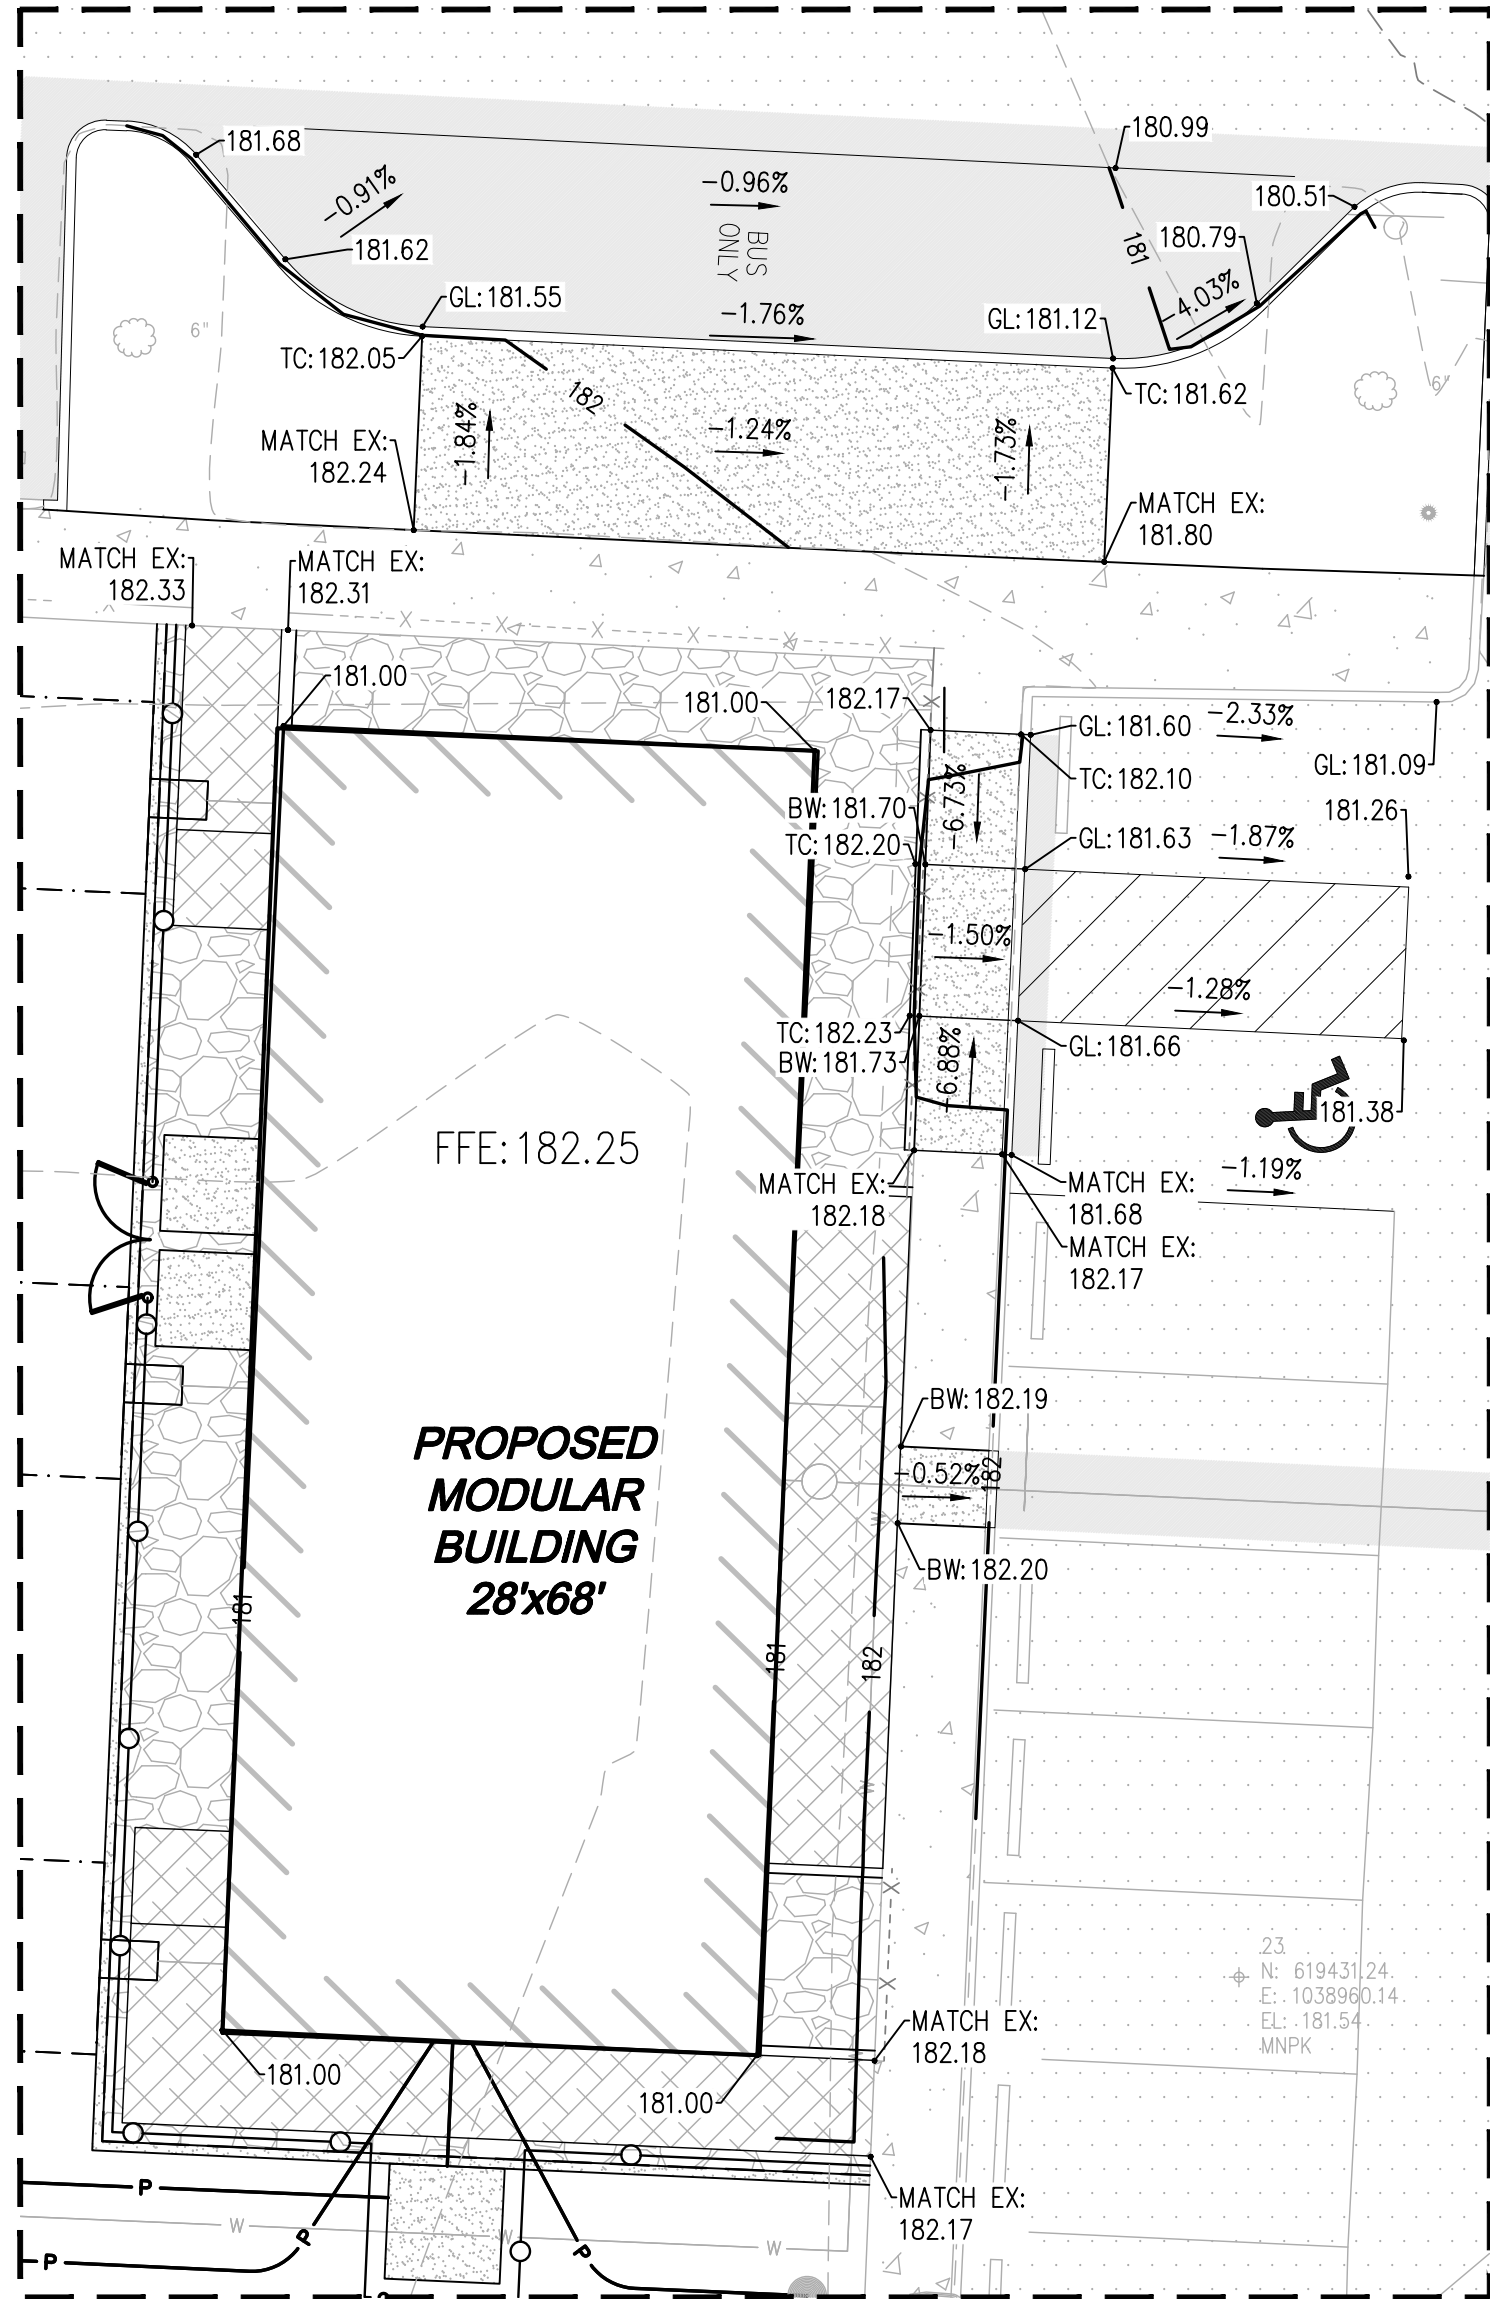 181.68
180.99
-0.91%
-0.96%
180.51
181.62
BUS
ONLY
181
180.79
GL:181.55
-1.76%
GL:181.12
-4.03%
6"
TC:182.05
182
TC:181.62
6"
MATCH EX:
182.24
-1.84%
-1.24%
-1.73%
MATCH EX:
181.80
MATCH EX:
182.33
MATCH EX:
182.31
X X X X X X
181.00
181.00
182.17
X
GL:181.60
-2.33%
GL:181.09
TC:182.10
BW:181.70
-6.73%
181.26
TC:182.20
GL:181.63
-1.87%
-1.50%
-1.28%
TC:182.23
BW:181.73
-6.88%
GL:181.66
181.38
FFE: 182.25
MATCH EX:
182.18
-1.19%
MATCH EX:
181.68
MATCH EX:
182.17
BW:182.19
PROPOSED
MODULAR
BUILDING
28'x68'
-0.52%
182
W
BW:182.20
181
181
182
W
X
X
23
N: 619431.24
E: 1038960.14
EL: 181.54
MNPK
MATCH EX:
182.18
181.00
181.00
MATCH EX:
182.17
P
W
P
W
P
W
P